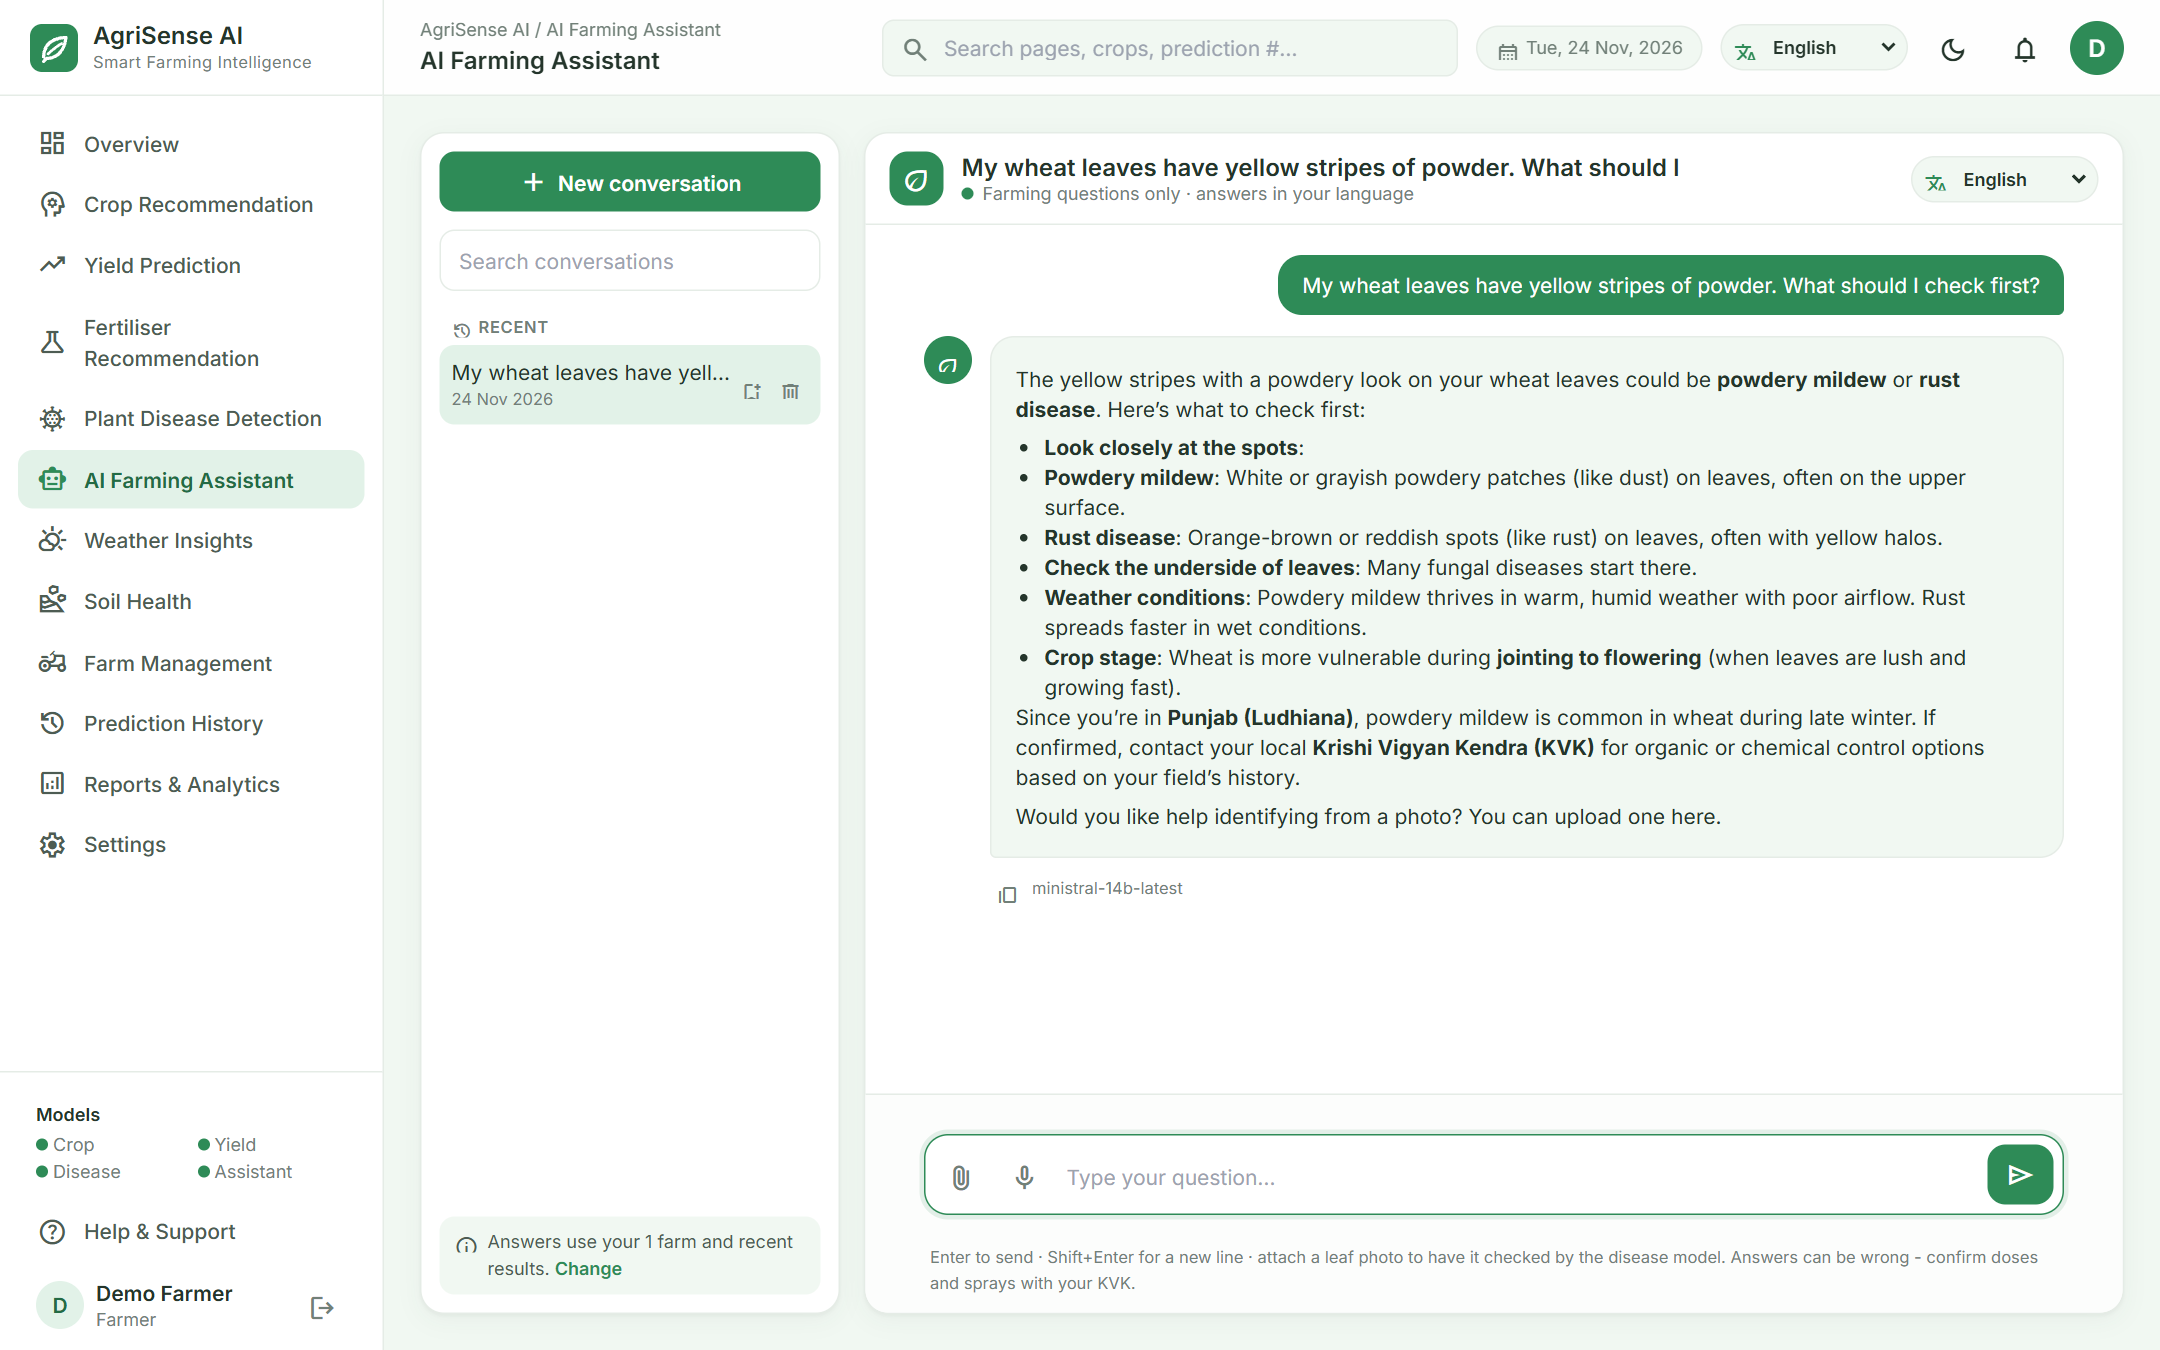 AgriSense AI
Smart Farming Intelligence
AgriSense AI / AI Farming Assistant
AI Farming Assistant
Search pages, crops, prediction #...
Tue, 24 Nov, 2026
English
D
Overview
Crop Recommendation
Yield Prediction
Fertiliser
Recommendation
Plant Disease Detection
AI Farming Assistant
Weather Insights
Soil Health
Farm Management
Prediction History
Reports & Analytics
Settings
Models
Crop
Yield
Disease
Assistant
Help & Support
D
Demo Farmer
Farmer
New conversation
Search conversations
RECENT
My wheat leaves have yell...
24 Nov 2026
Answers use your 1 farm and recent
results. Change
My wheat leaves have yellow stripes of powder. What should I
Farming questions only · answers in your language
English
My wheat leaves have yellow stripes of powder. What should I check first?
The yellow stripes with a powdery look on your wheat leaves could be powdery mildew or rust
disease. Here's what to check first:
• Look closely at the spots:
• Powdery mildew: White or grayish powdery patches (like dust) on leaves, often on the upper
surface.
• Rust disease: Orange-brown or reddish spots (like rust) on leaves, often with yellow halos.
• Check the underside of leaves: Many fungal diseases start there.
• Weather conditions: Powdery mildew thrives in warm, humid weather with poor airflow. Rust
spreads faster in wet conditions.
• Crop stage: Wheat is more vulnerable during jointing to flowering (when leaves are lush and
growing fast).
Since you're in Punjab (Ludhiana), powdery mildew is common in wheat during late winter. If
confirmed, contact your local Krishi Vigyan Kendra (KVK) for organic or chemical control options
based on your field's history.
Would you like help identifying from a photo? You can upload one here.
ministral-14b-latest
Type your question...
Enter to send · Shift+Enter for a new line · attach a leaf photo to have it checked by the disease model. Answers can be wrong - confirm doses
and sprays with your KVK.